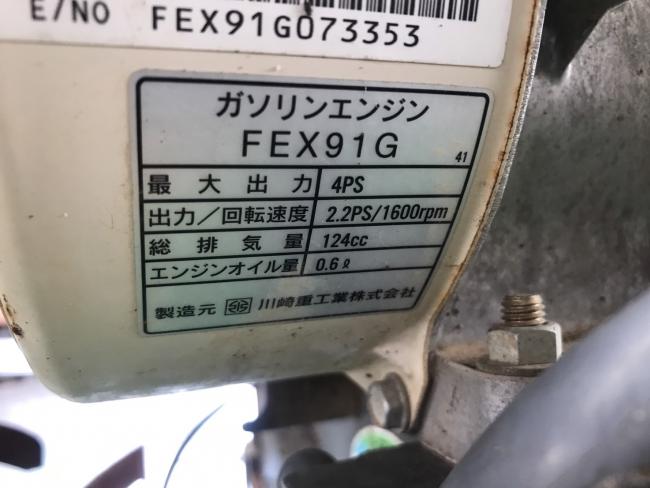 E/NO FEX91G073353
ガソリンエンジン
FEX91G
41
最大出力 4PS
出力/回転速度 2.2PS/1600rpm
総排気量 124cc
エンジンオイル量 0.6ℓ
製造元 川崎重工業株式会社